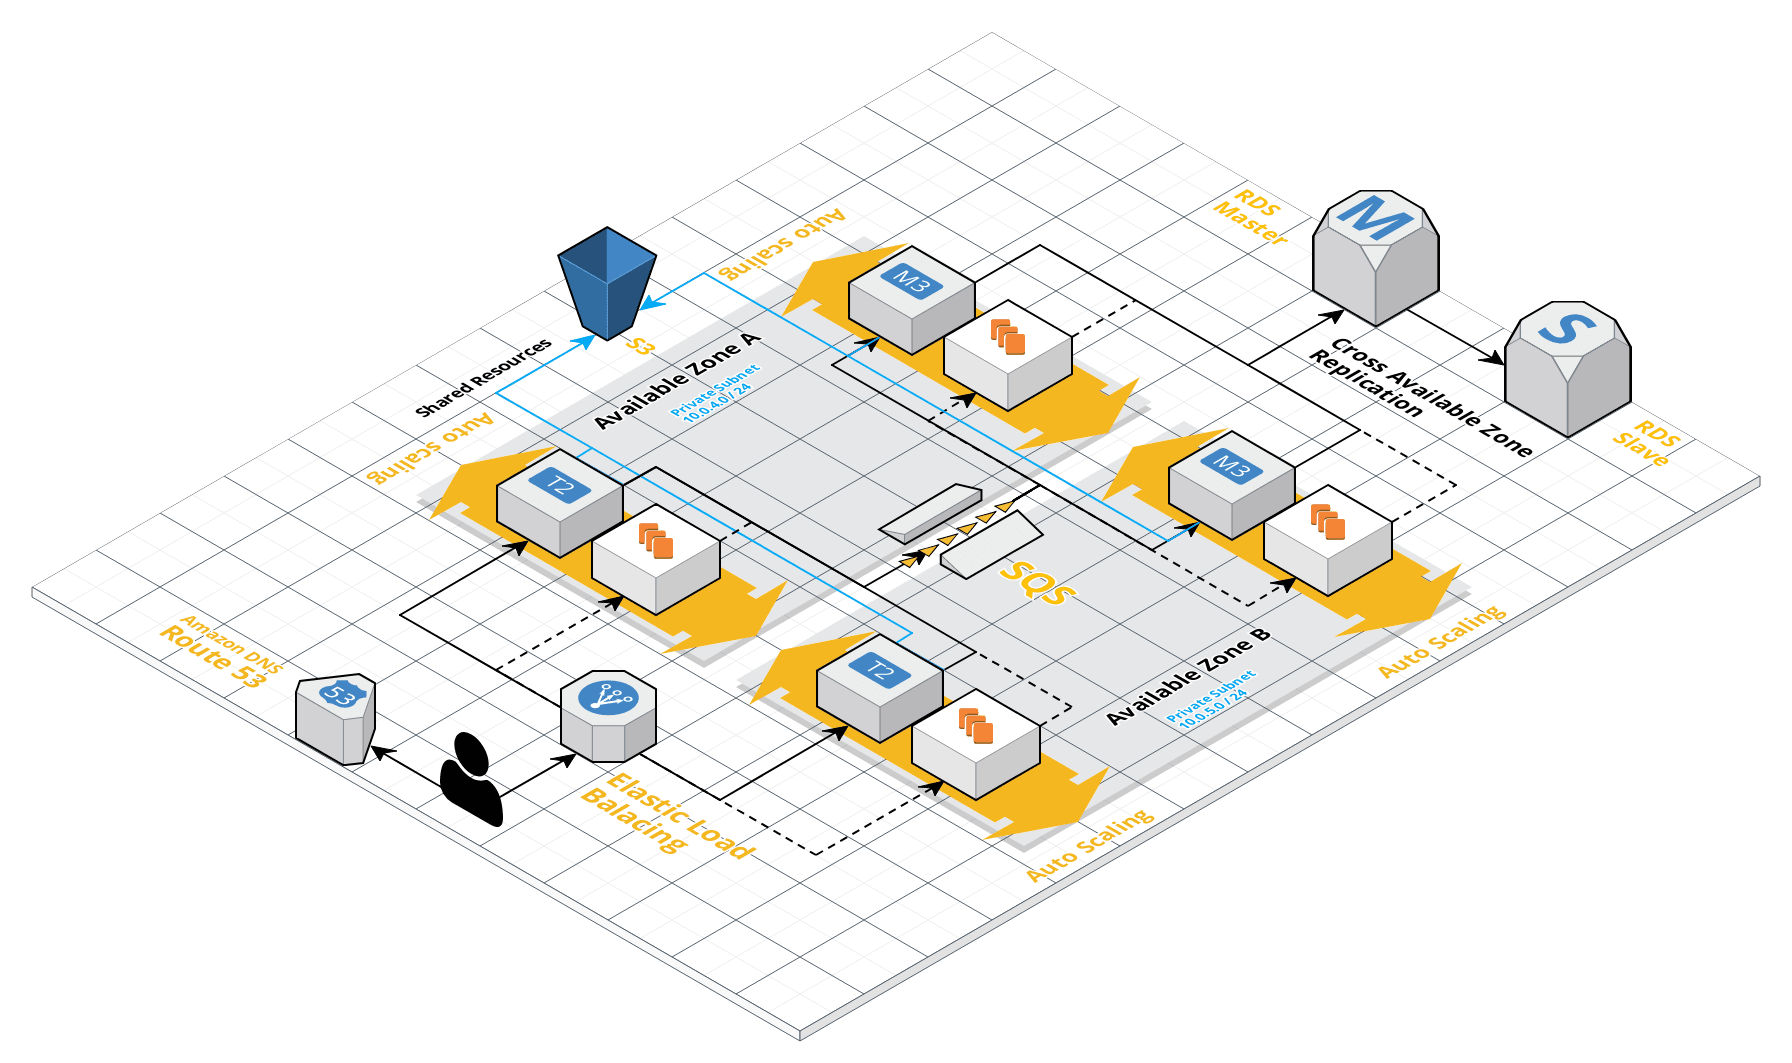 RDS
Master
M
Auto scaling
M3
S3
Shared Resources
Available Zone A
Private Subnet
10.0.4.0 / 24
S
Cross Available Zone
Replication
RDS
Slave
Auto scaling
T2
M3
SQS
Amazon DNS
Route 53
53
T2
Available Zone B
Private Subnet
10.0.5.0 / 24
Auto Scaling
Elastic Load
Balacing
Auto Scaling